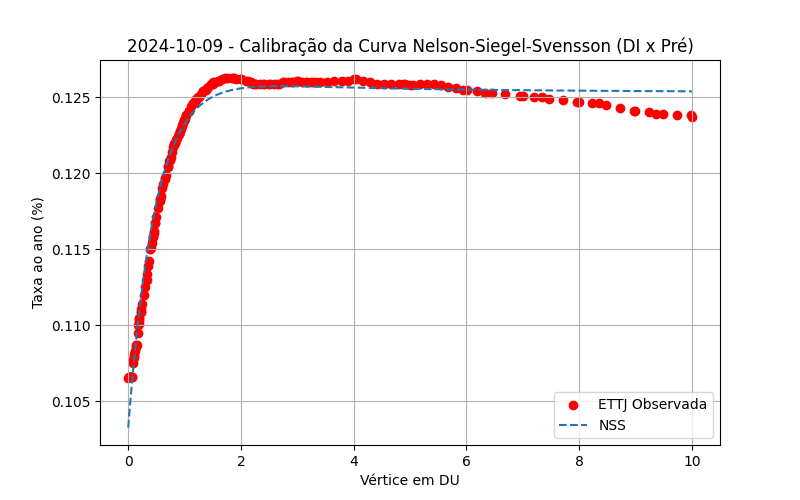 2024-10-09 - Calibração da Curva Nelson-Siegel-Svensson (DI x Pré)
Taxa ao ano (%)
0.125
0.120
0.115
0.110
0.105
ETTJ Observada
NSS
0 2 4 6 8 10
Vértice em DU